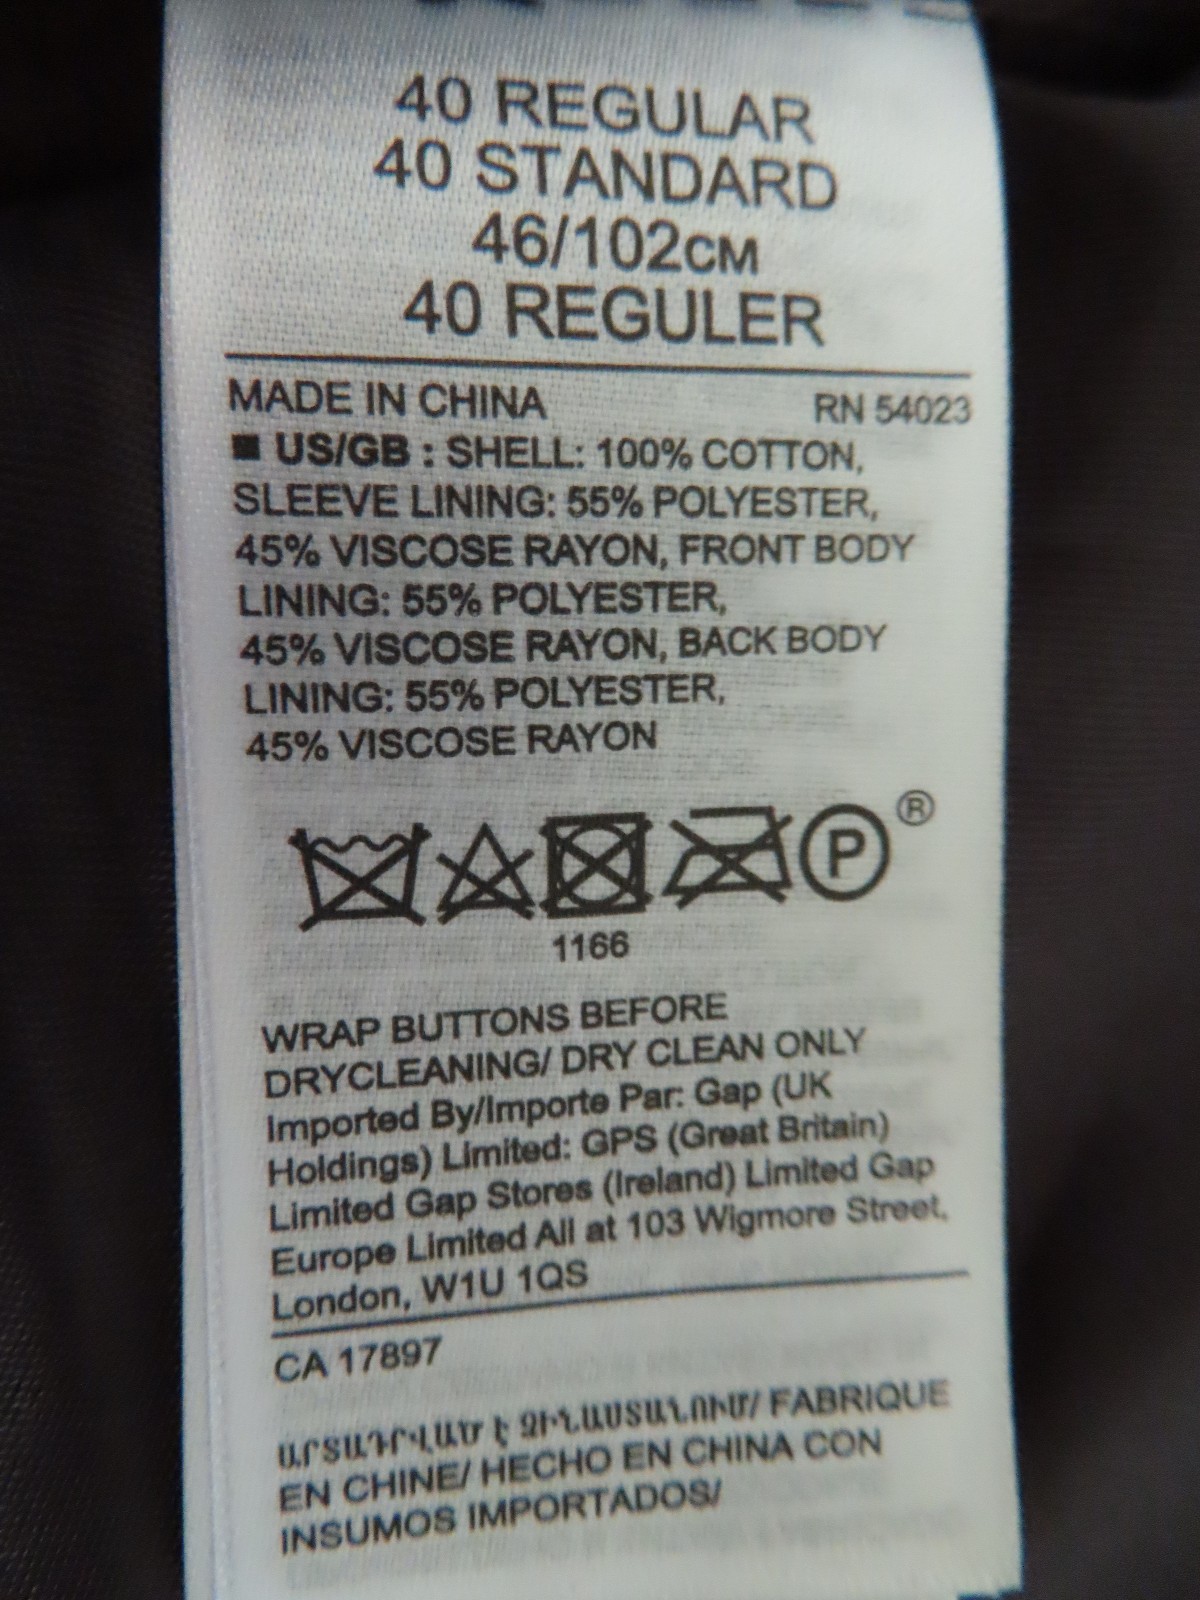 40 REGULAR
40 STANDARD
46/102CM
40 REGULER
MADE IN CHINA RN 54023
■ US/GB : SHELL: 100% COTTON,
SLEEVE LINING: 55% POLYESTER,
45% VISCOSE RAYON, FRONT BODY
LINING: 55% POLYESTER,
45% VISCOSE RAYON, BACK BODY
LINING: 55% POLYESTER,
45% VISCOSE RAYON
P ®
1166
WRAP BUTTONS BEFORE
DRYCLEANING/ DRY CLEAN ONLY
Imported By/Importe Par: Gap (UK
Holdings) Limited: GPS (Great Britain)
Limited Gap Stores (Ireland) Limited Gap
Europe Limited All at 103 Wigmore Street,
London, W1U 1QS
CA 17897
ԱՐՏԱԴՐՎԱԾ Է ՉԻՆԱՍՏԱՆՈՒՄ/ FABRIQUE
EN CHINE/ HECHO EN CHINA CON
INSUMOS IMPORTADOS/